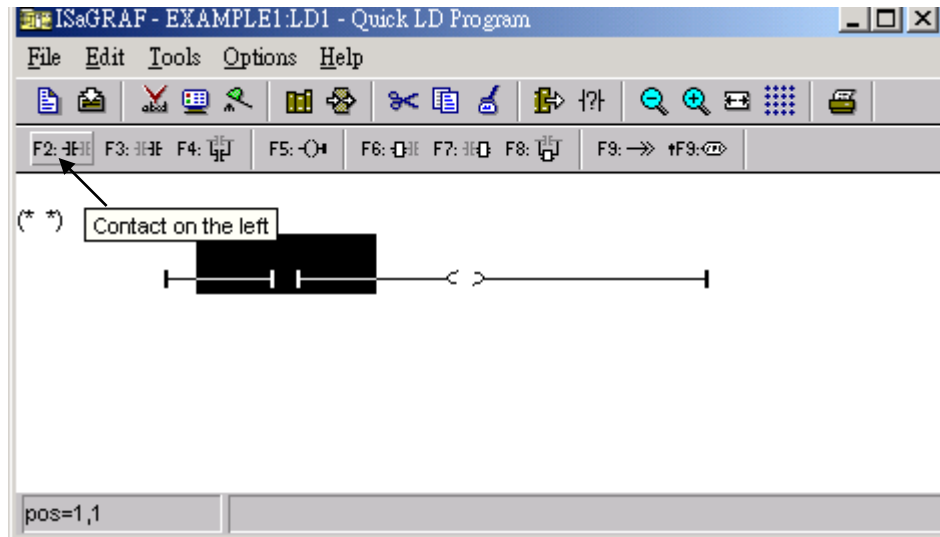 ISaGRAF - EXAMPLE1:LD1 - Quick LD Program
File Edit Tools Options Help
abcd
F2: F3: F4: F5: F6: F7: F8: F9: F9:
(* *)
Contact on the left
pos=1,1